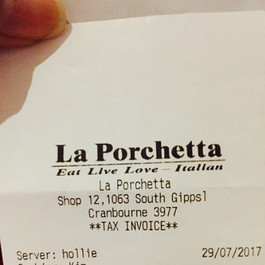 La Porchetta
Eat Live Love - Italian
La Porchetta
Shop 12,1063 South Gippsl
Cranbourne 3977
**TAX INVOICE**
Server: hollie 29/07/2017